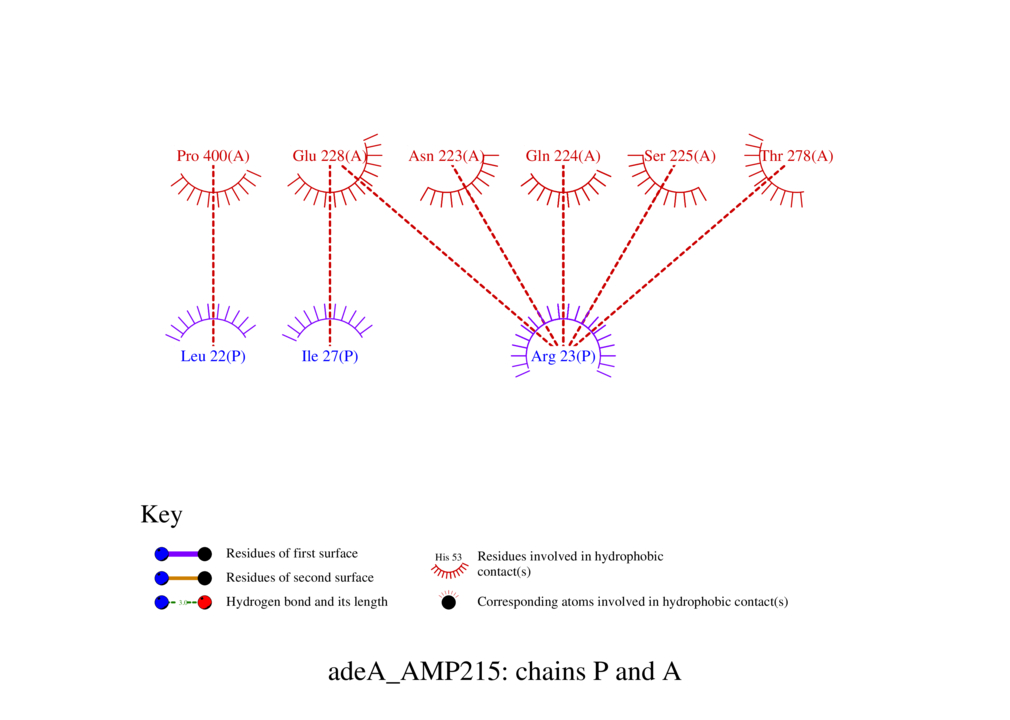 Pro 400(A) Glu 228(A) Asn 223(A) Gln 224(A) Ser 225(A) Thr 278(A)
Leu 22(P) Ile 27(P) Arg 23(P)
Key
Residues of first surface
Residues of second surface
3.0
Hydrogen bond and its length
His 53
Residues involved in hydrophobic
contact(s)
Corresponding atoms involved in hydrophobic contact(s)
adeA_AMP215: chains P and A